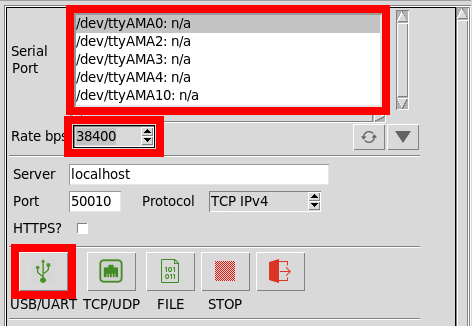 Serial
Port
/dev/ttyAMA0: n/a
/dev/ttyAMA2: n/a
/dev/ttyAMA3: n/a
/dev/ttyAMA4: n/a
/dev/ttyAMA10: n/a
Rate bps 38400
Server localhost
Port 50010 Protocol TCP IPv4
HTTPS?
101
011
USB/UART TCP/UDP FILE STOP